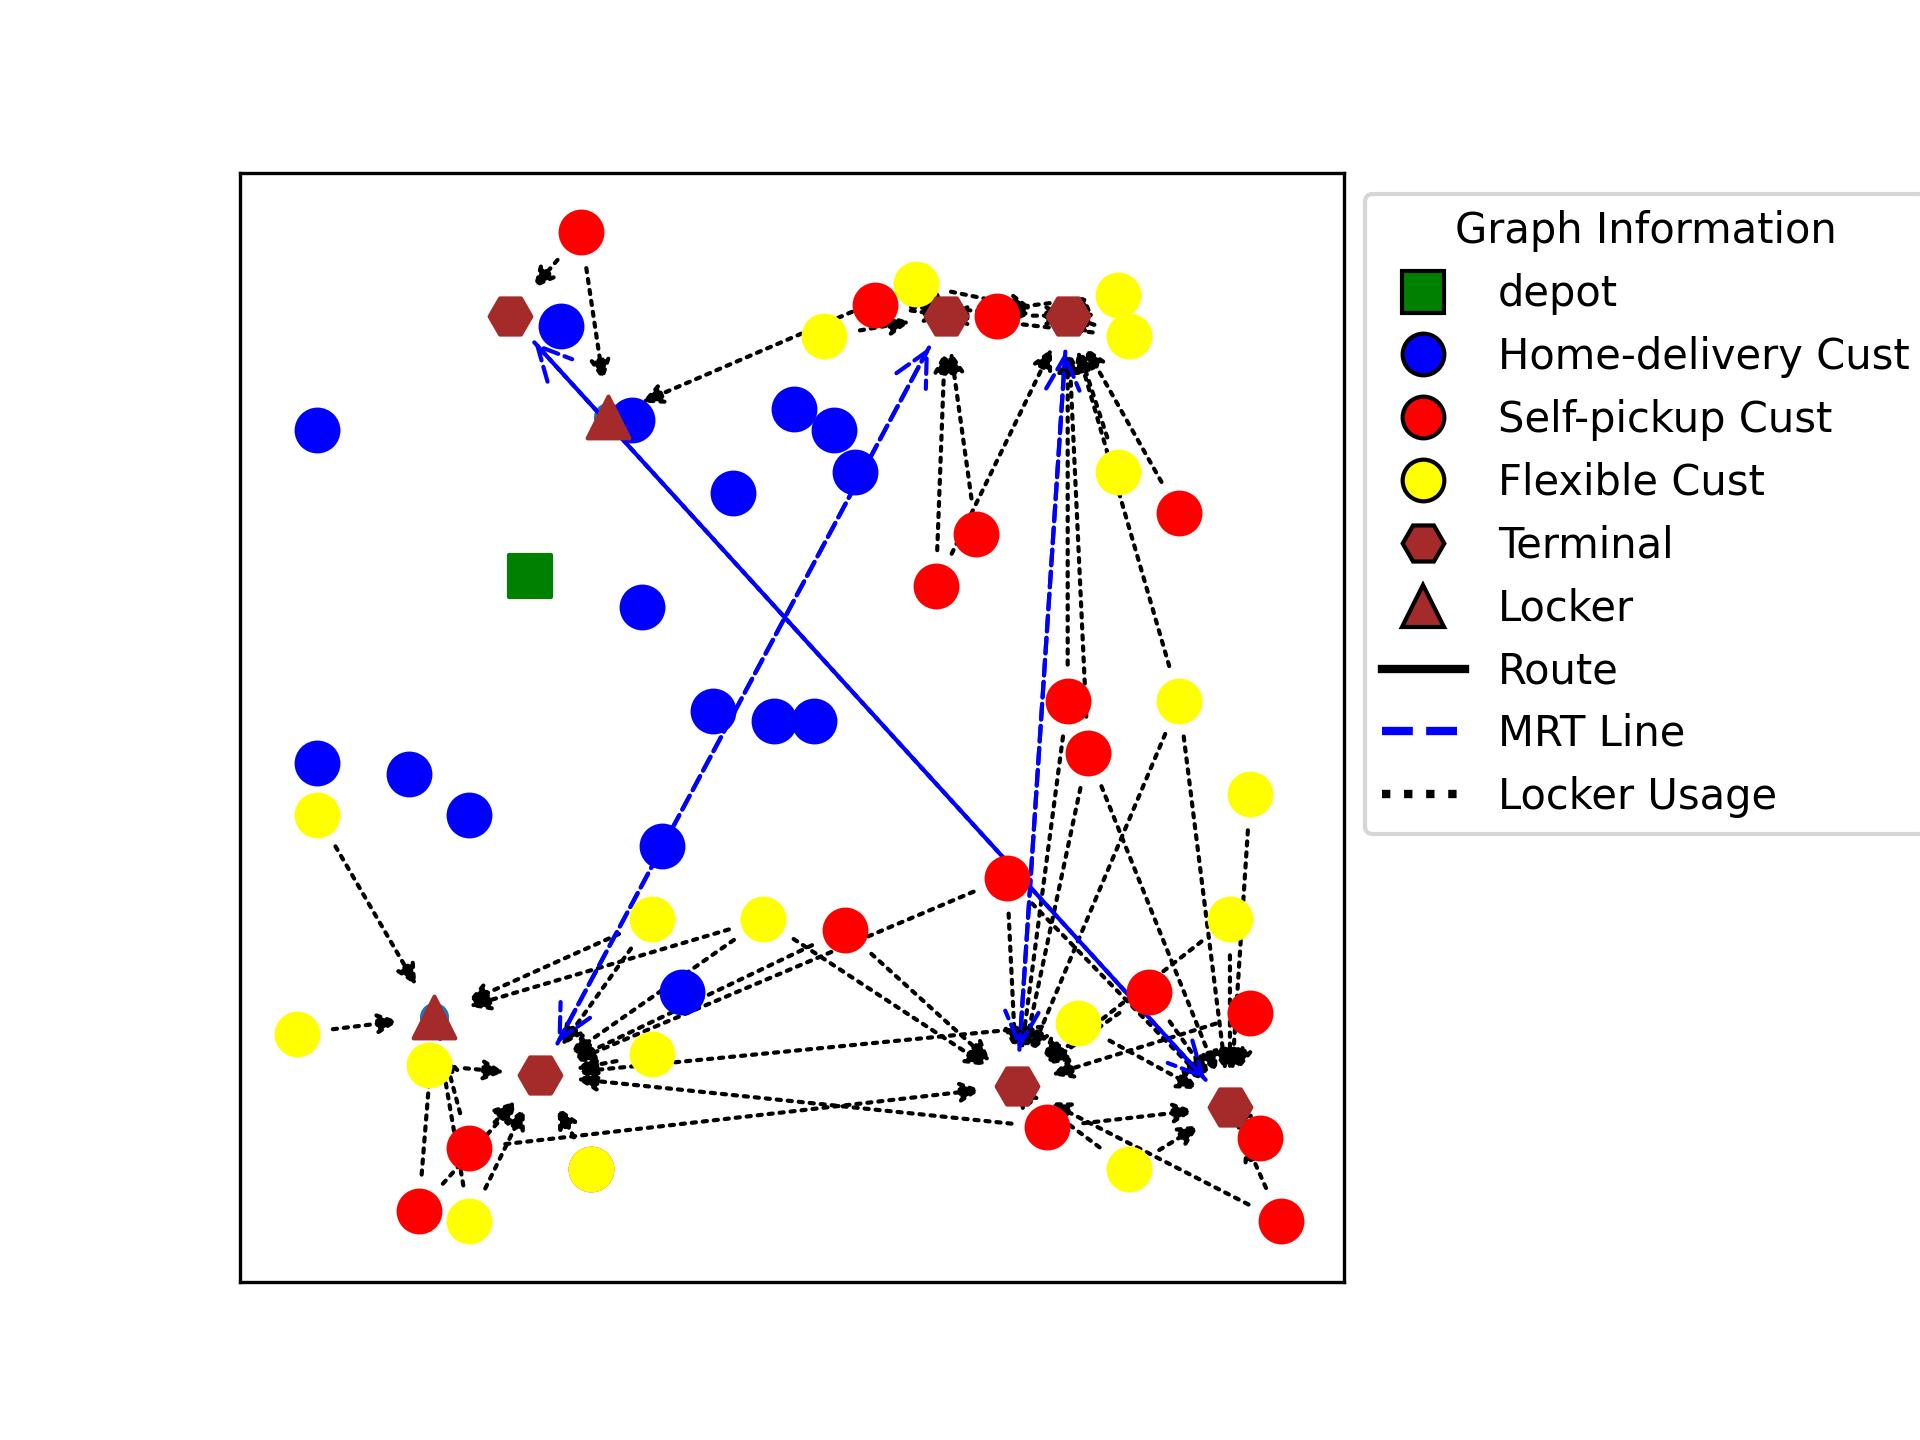 Graph Information
depot
Home-delivery Cust
Self-pickup Cust
Flexible Cust
Terminal
Locker
Route
MRT Line
Locker Usage